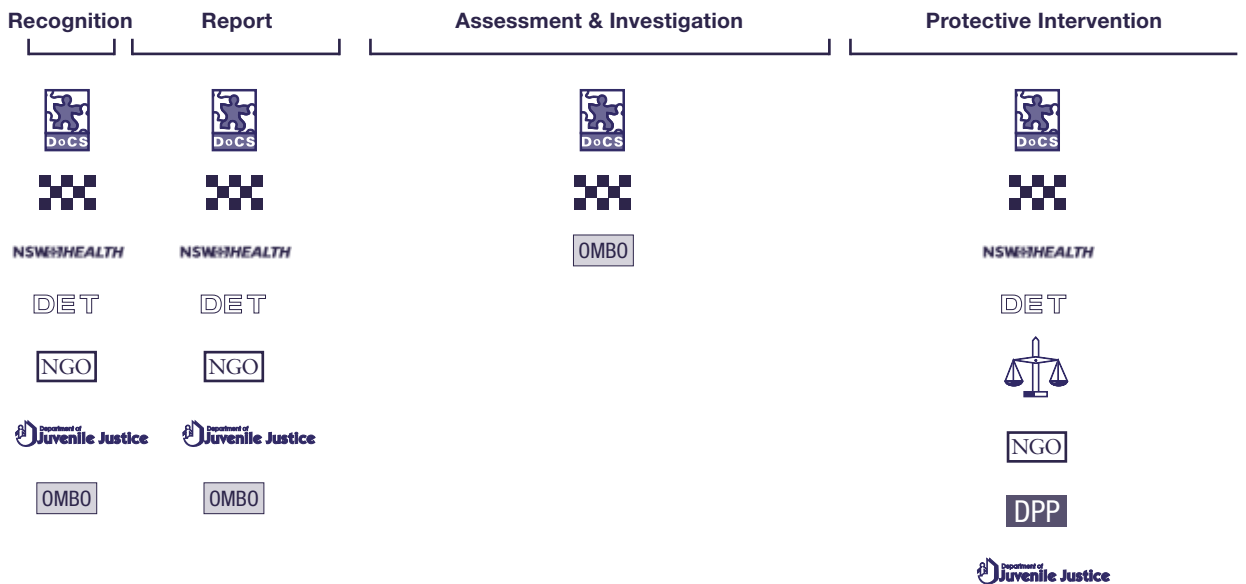 Recognition Report Assessment & Investigation Protective Intervention
DoCS DoCS DoCS DoCS
NSW HEALTH NSW HEALTH OMBO NSW HEALTH
DET DET DET
NGO NGO
Department of Juvenile Justice Department of Juvenile Justice NGO
OMBO OMBO DPP
Department of Juvenile Justice